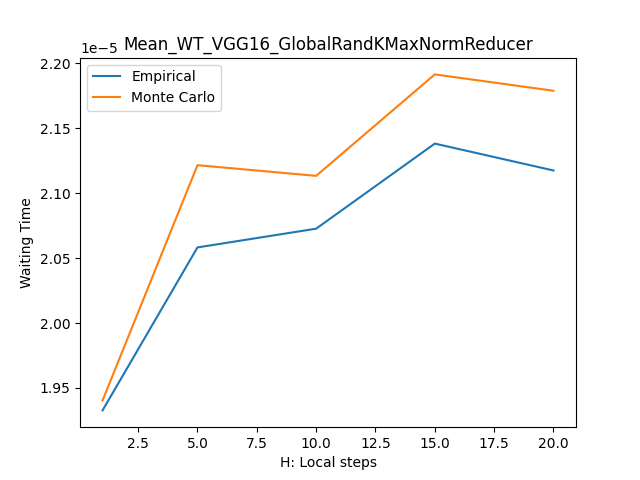 Mean_WT_VGG16_GlobalRandKMaxNormReducer
1e−5
Empirical
Monte Carlo
2.20
2.15
2.10
2.05
2.00
1.95
Waiting Time
2.5 5.0 7.5 10.0 12.5 15.0 17.5 20.0
H: Local steps